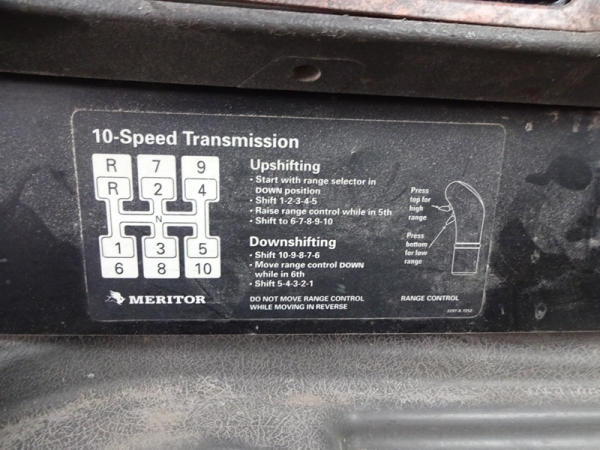 10-Speed Transmission
R 7 9
R 2 4
N
1 3 5
6 8 10
MERITOR
Upshifting
• Start with range selector in
DOWN position
• Shift 1-2-3-4-5
• Raise range control while in 5th
• Shift to 6-7-8-9-10
Downshifting
• Shift 10-9-8-7-6
• Move range control DOWN
while in 6th
• Shift 5-4-3-2-1
DO NOT MOVE RANGE CONTROL
WHILE MOVING IN REVERSE
Press
top for
high
range
Press
bottom
for low
range
RANGE CONTROL